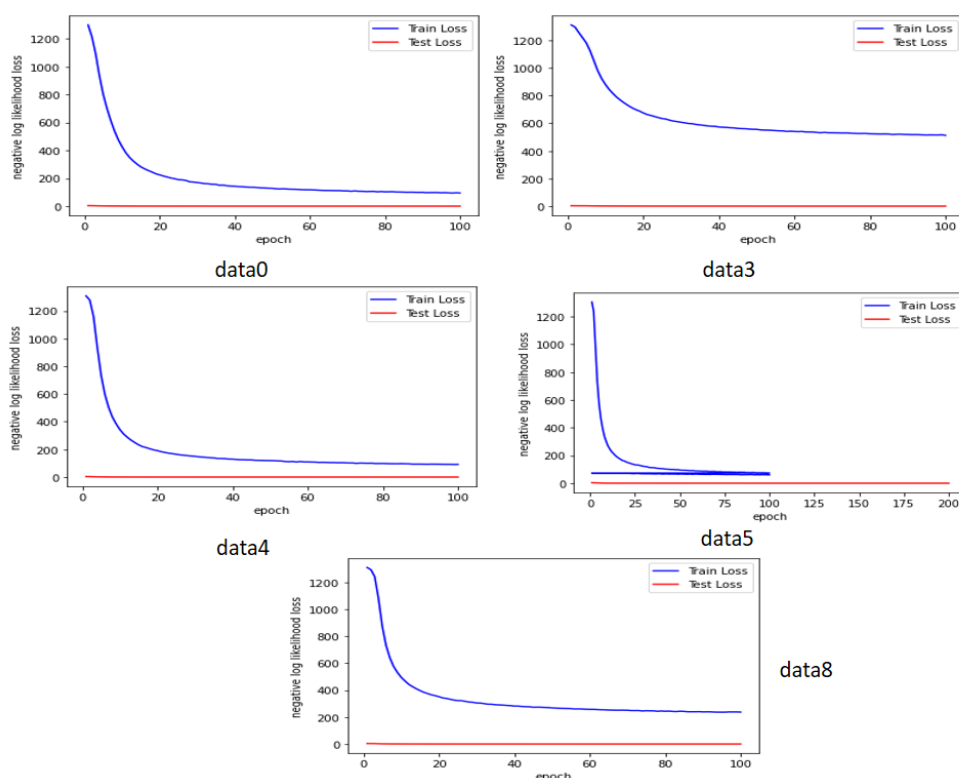 1200
1000
800
600
400
200
0
negative log likelihood loss
Train Loss
Test Loss
0 20 40 60 80 100
epoch
data0
1200
1000
800
600
400
200
0
negative log likelihood loss
Train Loss
Test Loss
0 20 40 60 80 100
epoch
data3
1200
1000
800
600
400
200
0
negative log likelihood loss
Train Loss
Test Loss
0 20 40 60 80 100
epoch
data4
1200
1000
800
600
400
200
0
negative log likelihood loss
Train Loss
Test Loss
0 25 50 75 100 125 150 175 200
epoch
data5
1200
1000
800
600
400
200
0
negative log likelihood loss
Train Loss
Test Loss
0 20 40 60 80 100
epoch
data8